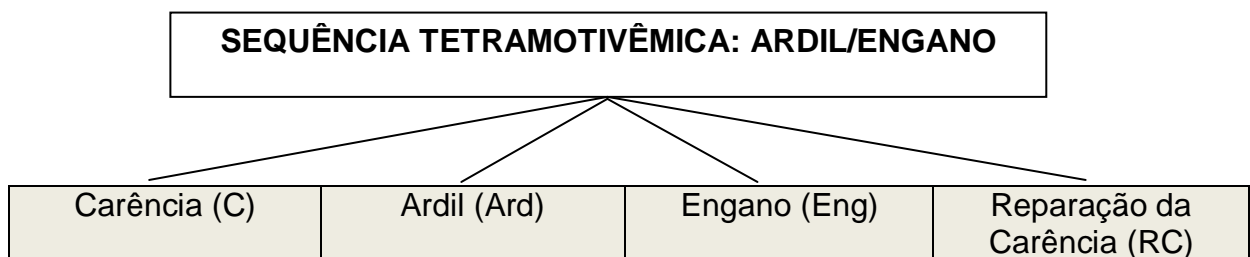 SEQUÊNCIA TETRAMOTIVÊMICA: ARDIL/ENGANO
Carência (C)
Ardil (Ard)
Engano (Eng)
Reparação da
Carência (RC)